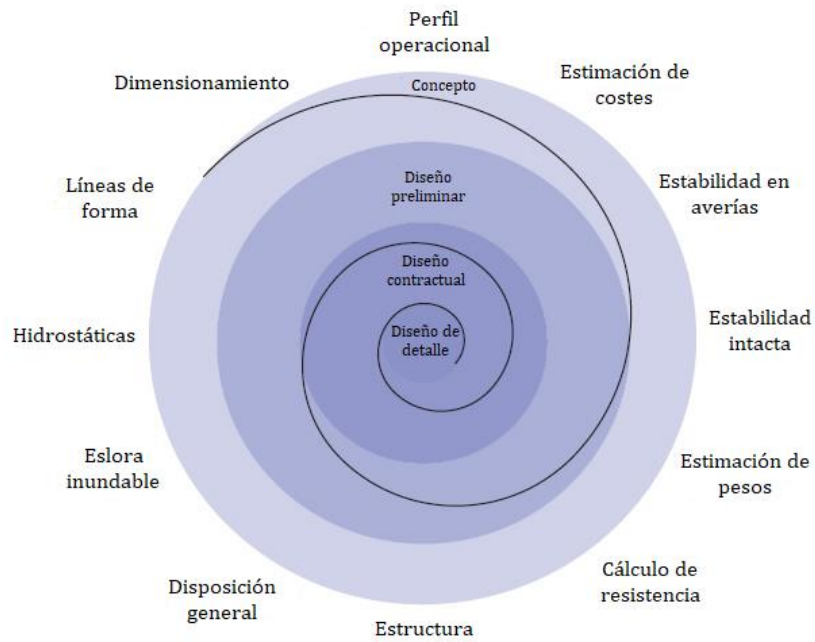 Perfil
operacional
Estimación de
costes
Estabilidad en
averías
Estabilidad
intacta
Estimación de
pesos
Cálculo de
resistencia
Estructura
Disposición
general
Eslora
inundable
Hidrostáticas
Líneas de
forma
Dimensionamiento
Concepto
Diseño
preliminar
Diseño
contractual
Diseño de
detalle